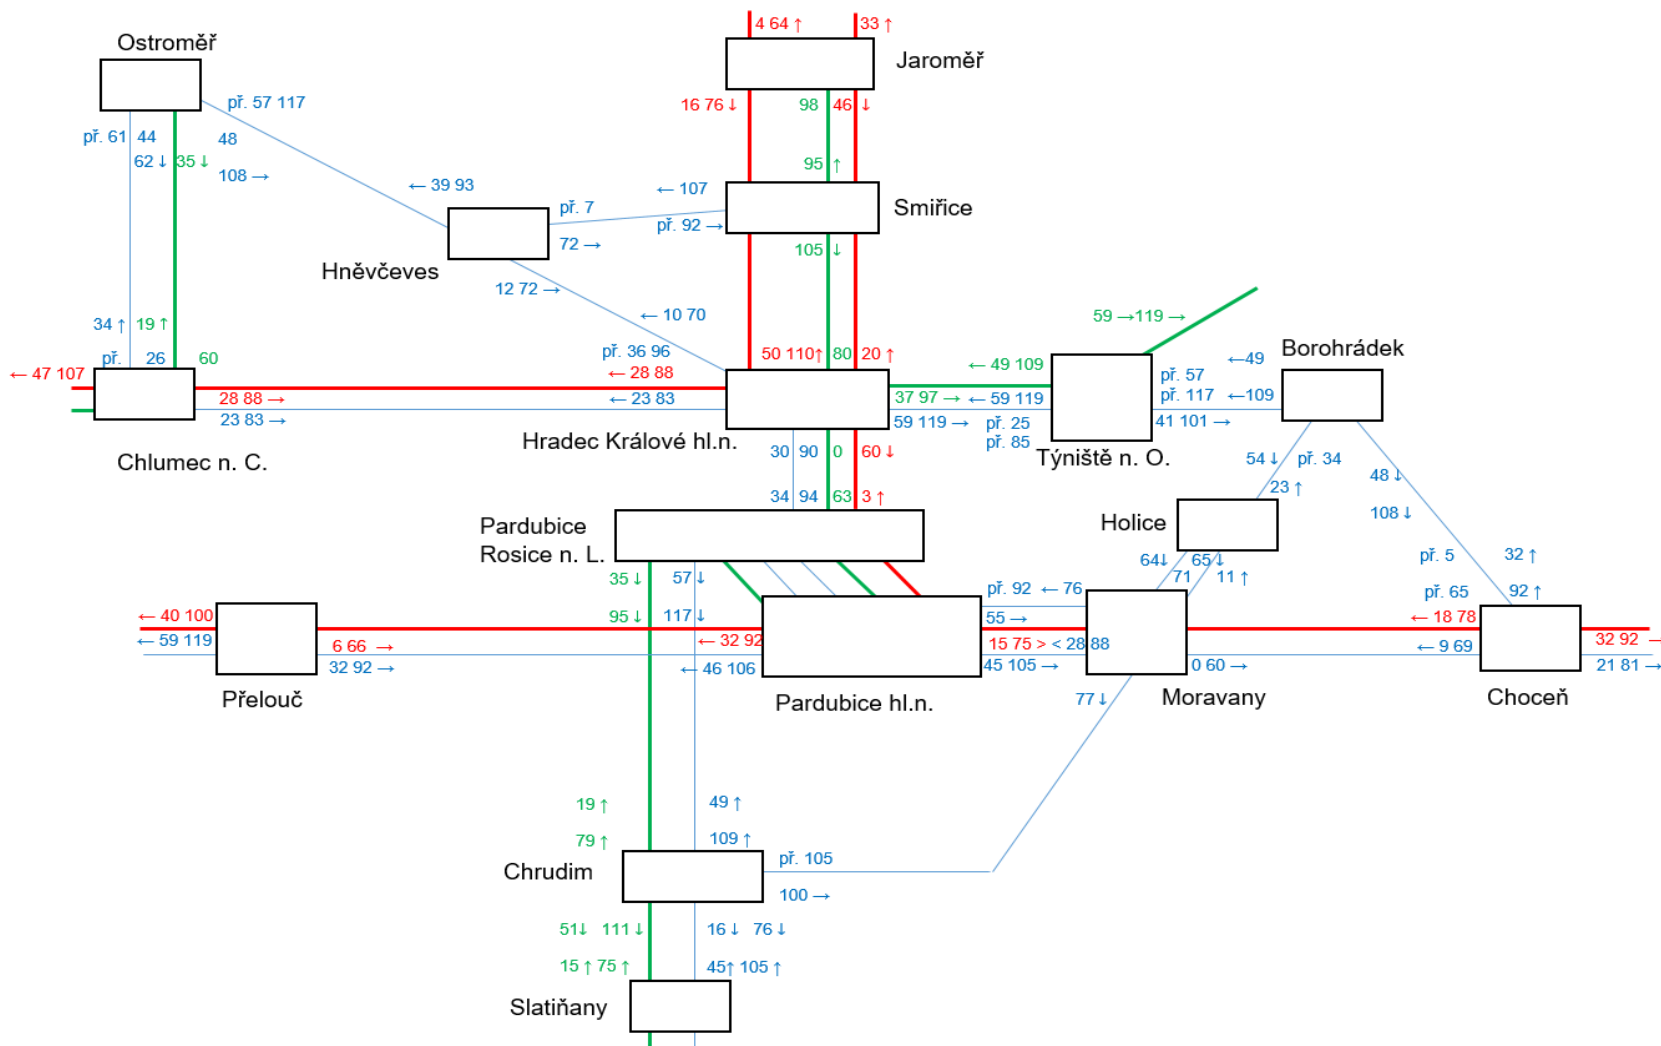 4 64 ↑
33 ↑
Ostroměř
Jaroměř
př. 57 117
16 76 ↓
98
46 ↓
př. 61
44
48
62 ↓
35 ↓
95 ↑
108 →
← 39 93
← 107
př. 7
Smiřice
př. 92 →
72 →
105 ↓
Hněvčeves
12 72 →
← 10 70
59 →119 →
34 ↑
19 ↑
př. 36 96
50 110↑
80
20 ↑
Borohrádek
př.
26
60
← 49 109
←49
← 47 107
← 28 88
př. 57
28 88 →
← 23 83
37 97 →
← 59 119
př. 117
←109
23 83 →
59 119 →
př. 25
41 101 →
Hradec Králové hl.n.
př. 85
Chlumec n. C.
30
90
0
60 ↓
Týniště n. O.
54 ↓
př. 34
48 ↓
23 ↑
34
94
63
3 ↑
108 ↓
Pardubice
Rosice n. L.
Holice
64↓
65↓
př. 5
32 ↑
35 ↓
57 ↓
71
11 ↑
př. 92
← 76
př. 65
92 ↑
← 40 100
95 ↓
117 ↓
55 →
← 18 78
← 59 119
6 66 →
← 32 92
15 75 >
< 28 88
← 9 69
32 92 →
32 92 →
← 46 106
45 105 →
0 60 →
21 81 →
Přelouč
Pardubice hl.n.
77 ↓
Moravany
Choceň
19 ↑
49 ↑
79 ↑
109 ↑
Chrudim
př. 105
100 →
51↓
111 ↓
16 ↓
76 ↓
15 ↑ 75 ↑
45↑ 105 ↑
Slatiňany